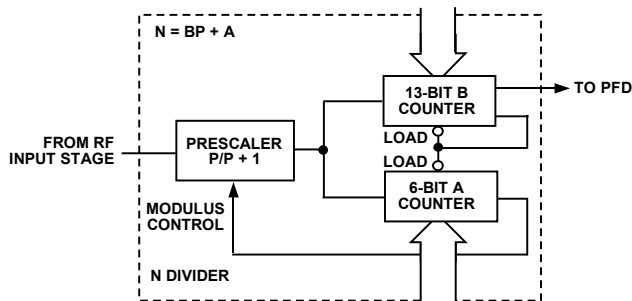 N = BP + A
13-BIT B
COUNTER
TO PFD
LOAD
LOAD
FROM RF
INPUT STAGE
PRESCALER
P/P + 1
6-BIT A
COUNTER
MODULUS
CONTROL
N DIVIDER